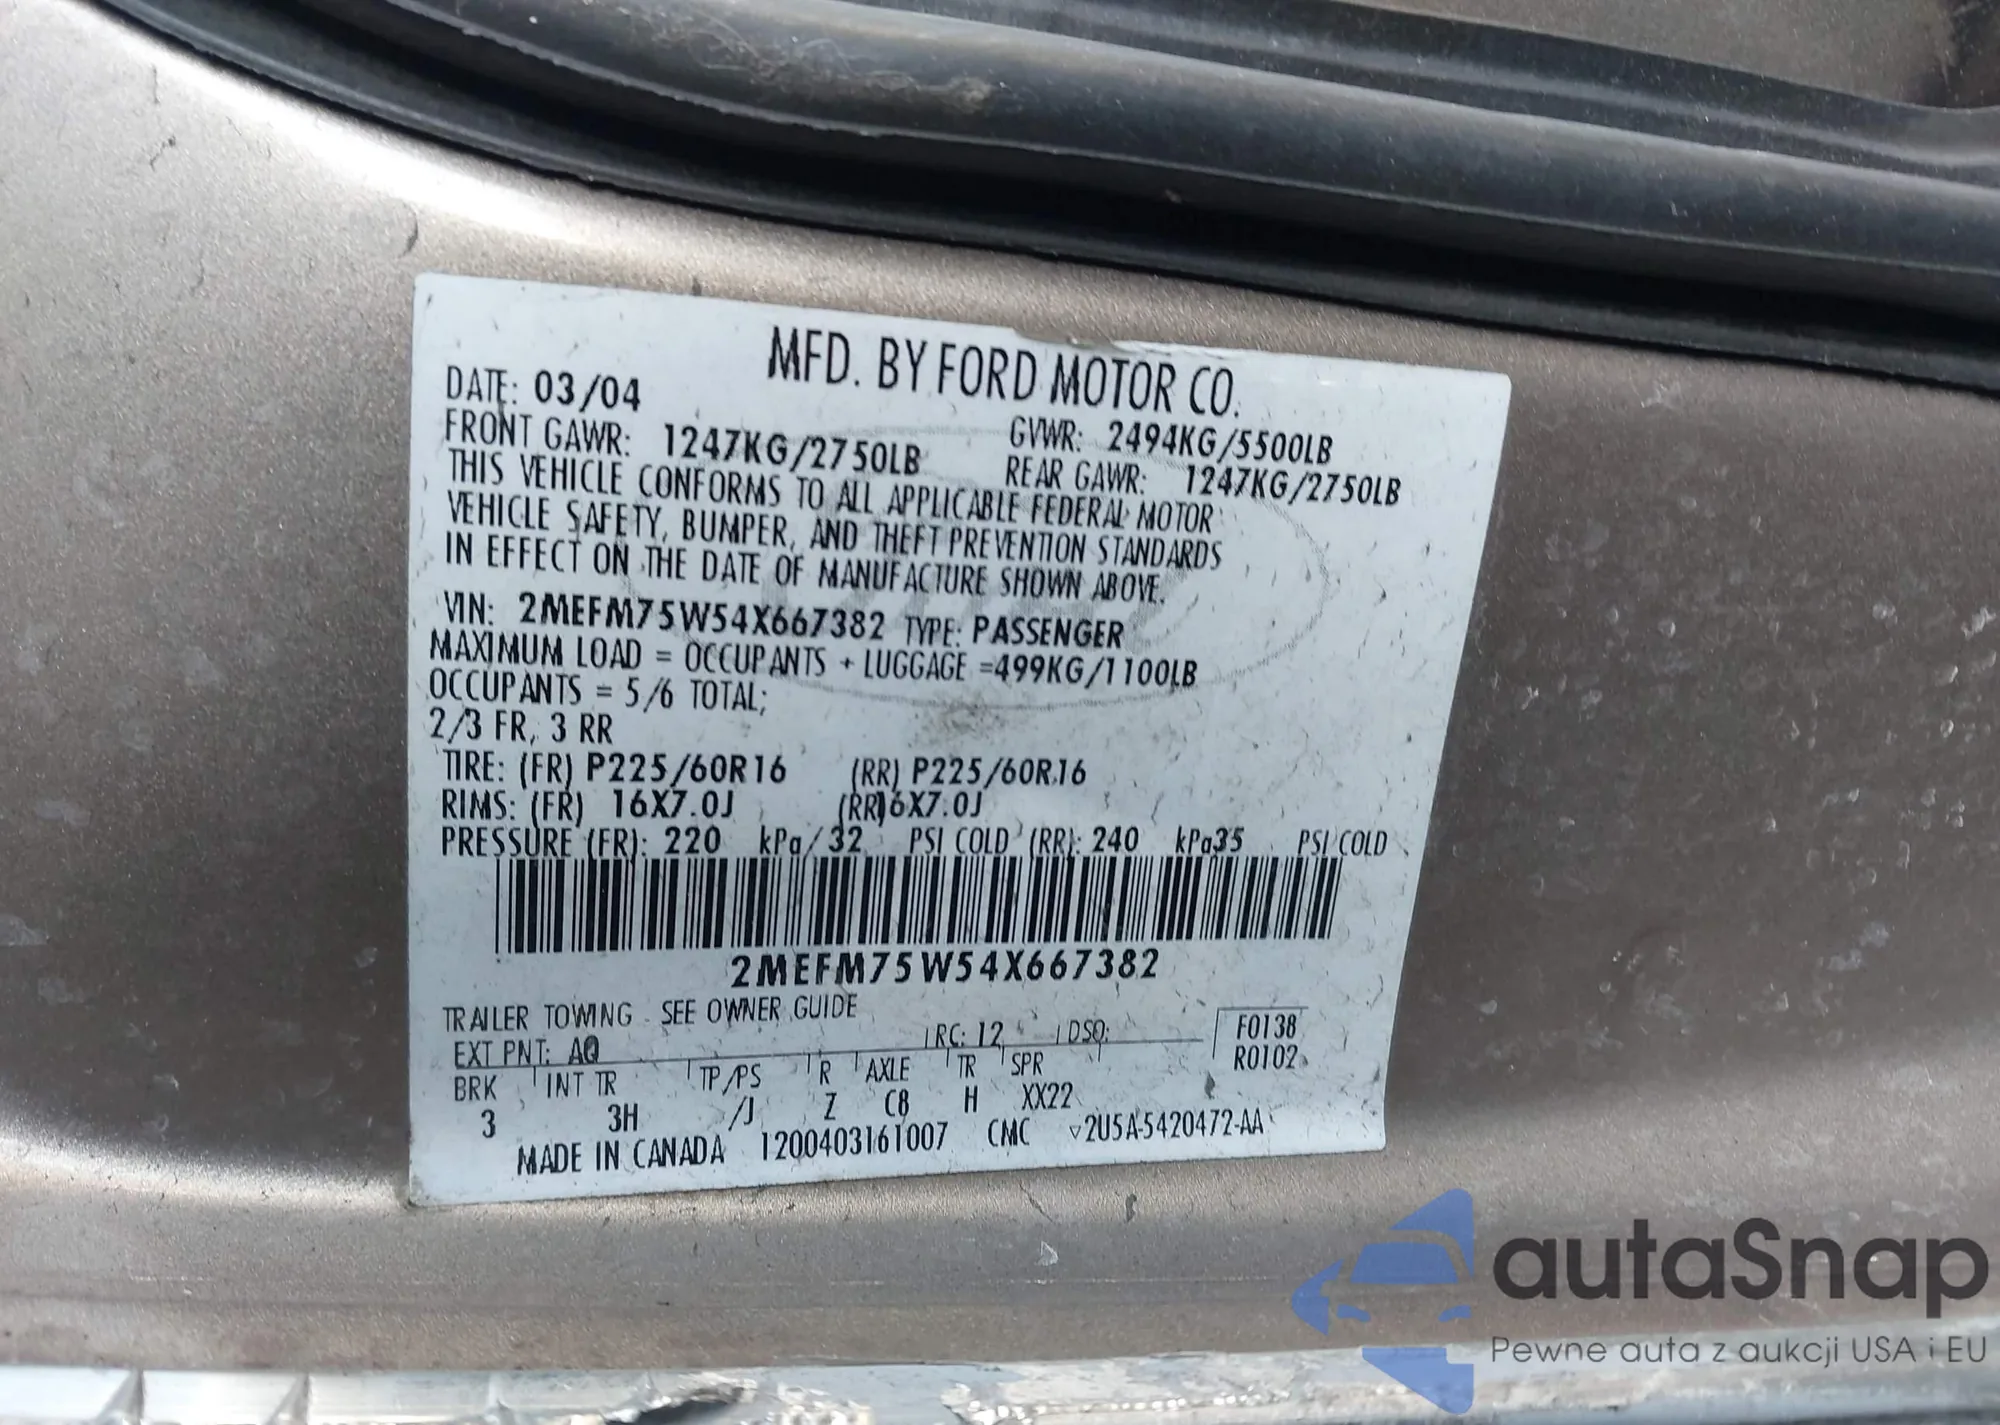 MFD. BY FORD MOTOR CO.
DATE: 03/04
GVWR: 2494KG/5500LB
FRONT GAWR: 1247KG/2750LB
REAR GAWR: 1247KG/2750LB
THIS VEHICLE CONFORMS TO ALL APPLICABLE FEDERAL MOTOR
VEHICLE SAFETY, BUMPER, AND THEFT PREVENTION STANDARDS
IN EFFECT ON THE DATE OF MANUFACTURE SHOWN ABOVE.
VIN: 2MEFM75W54X667382 TYPE: PASSENGER
MAXIMUM LOAD = OCCUPANTS + LUGGAGE =499KG/1100LB
OCCUPANTS = 5/6 TOTAL;
2/3 FR, 3 RR
TIRE: (FR) P225/60R16 (RR) P225/60R16
RIMS: (FR) 16X7.0J (RR)16X7.0J
PRESSURE (FR): 220 kPa/32 PSI COLD (RR): 240 kPa35 PSI COLD
2MEFM75W54X667382
TRAILER TOWING - SEE OWNER GUIDE
EXT PNT: AQ RC: 12 DSO: F0138
R0102
BRK INT TR TP/PS R AXLE TR SPR
3 3H /J Z C8 H XX22
MADE IN CANADA 1200403161007 CMC ▽2U5A-5420472-AA
autaSnap
Pewne auta z aukcji USA i EU